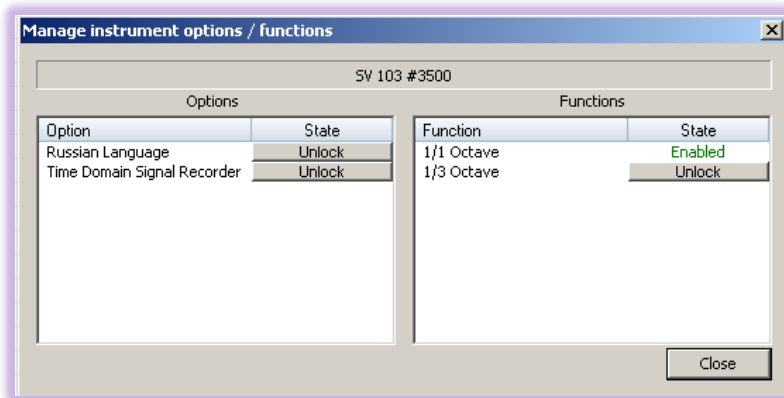 Manage instrument options / functions
SV 103 #3500
Options
Functions
Option State
Function State
Russian Language Unlock
1/1 Octave Enabled
Time Domain Signal Recorder Unlock
1/3 Octave Unlock
Close